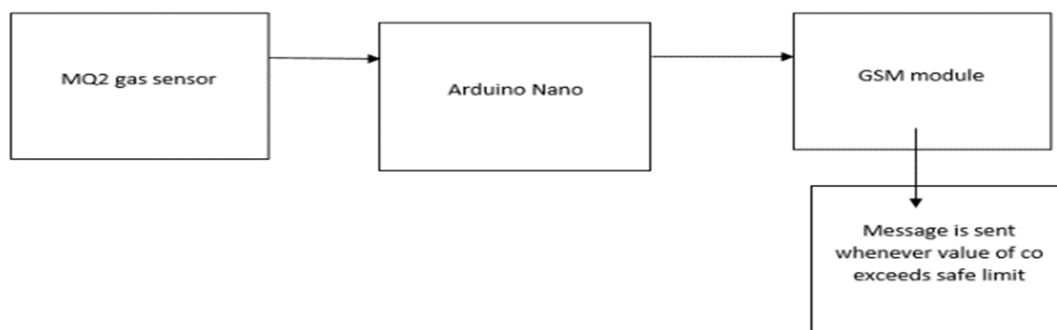 MQ2 gas sensor
Arduino Nano
GSM module
Message is sent
whenever value of co
exceeds safe limit